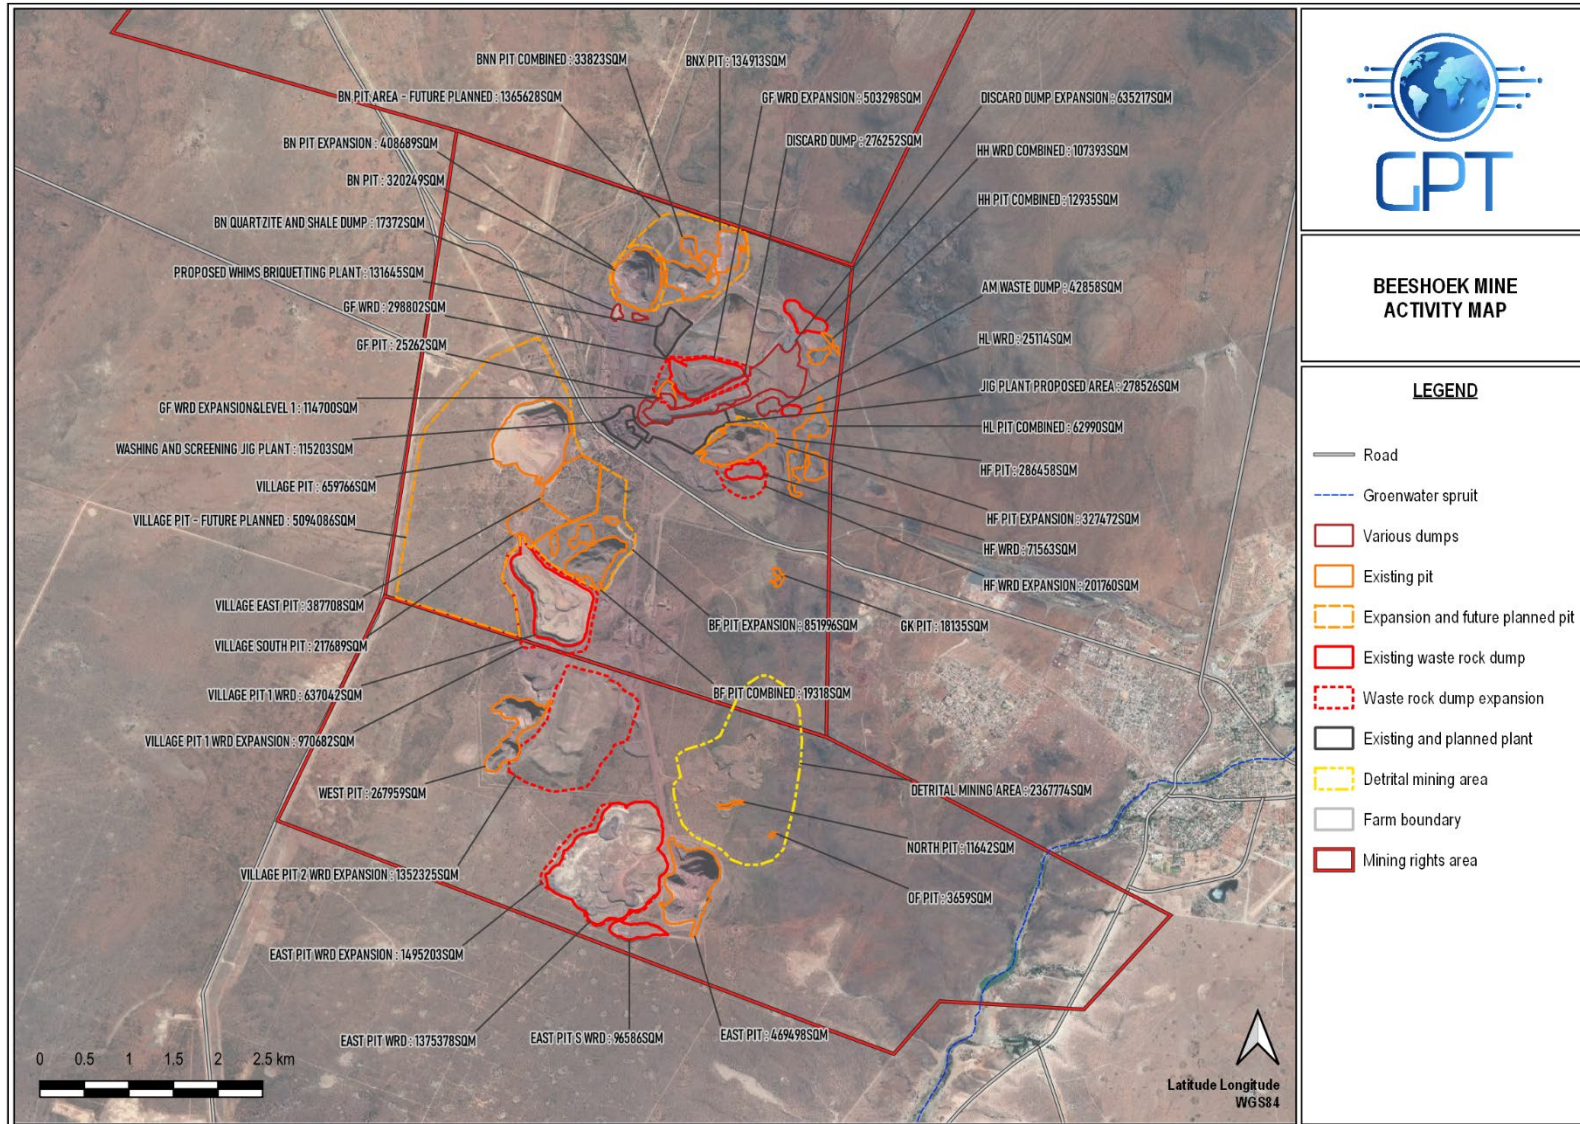 BNN PIT COMBINED : 33823SQM
BNX PIT : 134913SQM
BN PIT AREA - FUTURE PLANNED : 1365628SQM
GF WRD EXPANSION : 503298SQM
DISCARD DUMP EXPANSION : 635217SQM
BN PIT EXPANSION : 408689SQM
DISCARD DUMP : 276252SQM
HH WRD COMBINED : 107393SQM
BN PIT : 320249SQM
HH PIT COMBINED : 12935SQM
BN QUARTZITE AND SHALE DUMP : 17372SQM
PROPOSED WHIMS BRIQUETTING PLANT : 131645SQM
AM WASTE DUMP : 42858SQM
GF WRD : 298802SQM
HL WRD : 25114SQM
GF PIT : 25262SQM
JIG PLANT PROPOSED AREA : 278526SQM
GF WRD EXPANSION&LEVEL 1 : 114700SQM
HL PIT COMBINED : 62990SQM
WASHING AND SCREENING JIG PLANT : 115203SQM
HF PIT : 286458SQM
VILLAGE PIT : 659766SQM
VILLAGE PIT - FUTURE PLANNED : 5094086SQM
HF PIT EXPANSION : 327472SQM
HF WRD : 71563SQM
HF WRD EXPANSION : 201760SQM
VILLAGE EAST PIT : 387708SQM
BF PIT EXPANSION : 851996SQM
GK PIT : 18135SQM
VILLAGE SOUTH PIT : 217689SQM
VILLAGE PIT 1 WRD : 637042SQM
BF PIT COMBINED : 19318SQM
VILLAGE PIT 1 WRD EXPANSION : 970682SQM
WEST PIT : 267959SQM
DETRITAL MINING AREA : 2367774SQM
NORTH PIT : 11642SQM
VILLAGE PIT 2 WRD EXPANSION : 1352325SQM
OF PIT : 3659SQM
EAST PIT WRD EXPANSION : 1495203SQM
EAST PIT WRD : 1375378SQM
EAST PIT S WRD : 96586SQM
EAST PIT : 469498SQM
0 0.5 1 1.5 2 2.5 km
Latitude Longitude
WGS84
GPT
BEESHOEK MINE
ACTIVITY MAP
LEGEND
Road
Groenwater spruit
Various dumps
Existing pit
Expansion and future planned pit
Existing waste rock dump
Waste rock dump expansion
Existing and planned plant
Detrital mining area
Farm boundary
Mining rights area